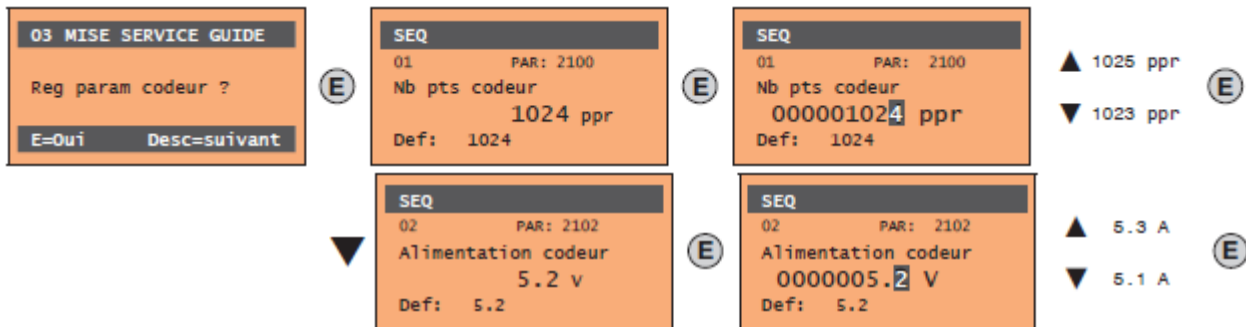 03 MISE SERVICE GUIDE
Reg param codeur ?
E=Oui Desc=suivant
E
SEQ
01 PAR: 2100
Nb pts codeur
1024 ppr
Def: 1024
E
SEQ
01 PAR: 2100
Nb pts codeur
000001024 ppr
Def: 1024
▲ 1025 ppr
▼ 1023 ppr
E
▼
SEQ
02 PAR: 2102
Alimentation codeur
5.2 v
Def: 5.2
E
SEQ
02 PAR: 2102
Alimentation codeur
0000005.2 V
Def: 5.2
▲ 5.3 A
▼ 5.1 A
E